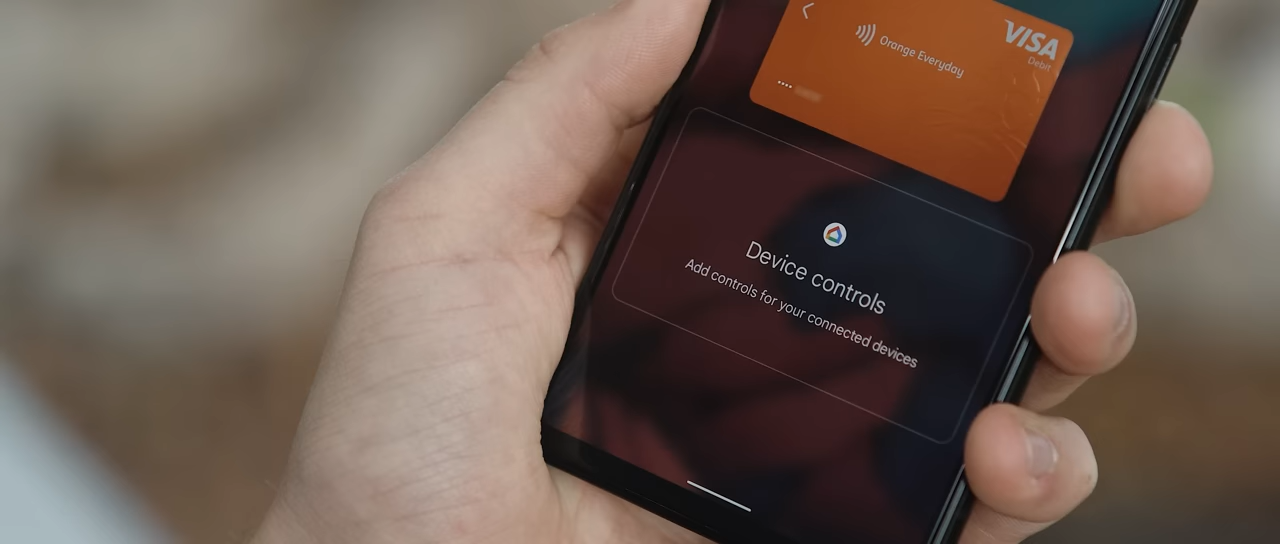 VISA
Debit
Orange Everyday
Device controls
Add controls for your connected devices